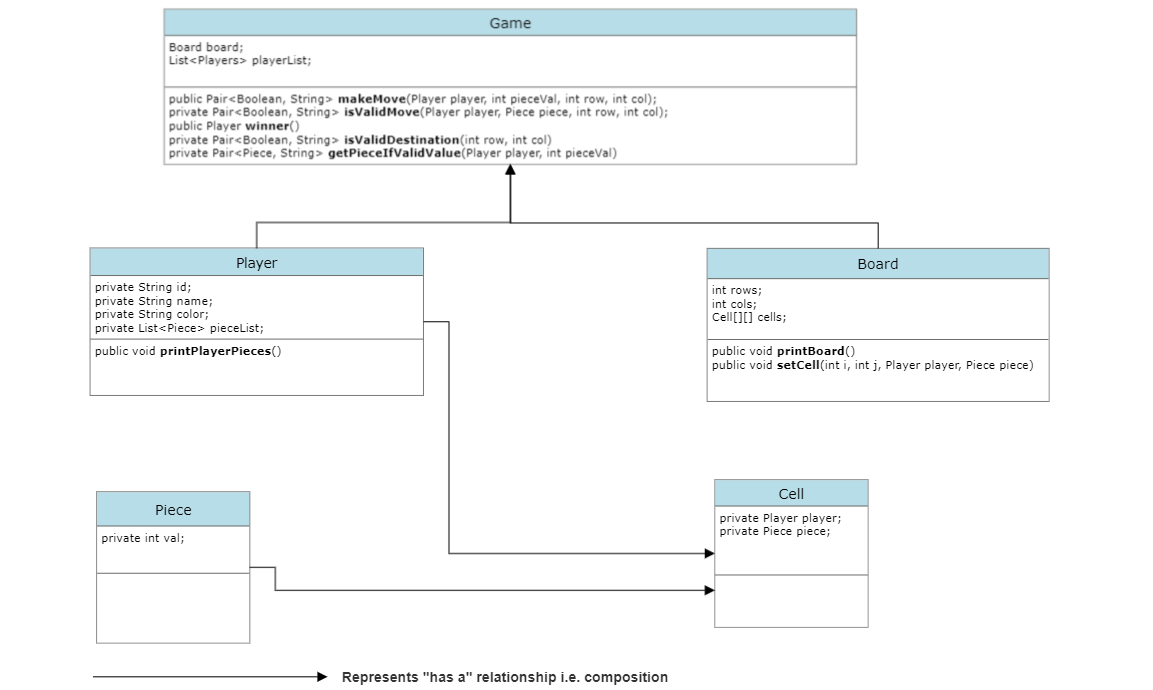 Game
Board board;
List<Players> playerList;
public Pair<Boolean, String> makeMove(Player player, int pieceVal, int row, int col);
private Pair<Boolean, String> isValidMove(Player player, Piece piece, int row, int col);
public Player winner()
private Pair<Boolean, String> isValidDestination(int row, int col)
private Pair<Piece, String> getPieceIfValidValue(Player player, int pieceVal)
Player
private String id;
private String name;
private String color;
private List<Piece> pieceList;
public void printPlayerPieces()
Board
int rows;
int cols;
Cell[][] cells;
public void printBoard()
public void setCell(int i, int j, Player player, Piece piece)
Piece
private int val;
Cell
private Player player;
private Piece piece;
Represents "has a" relationship i.e. composition